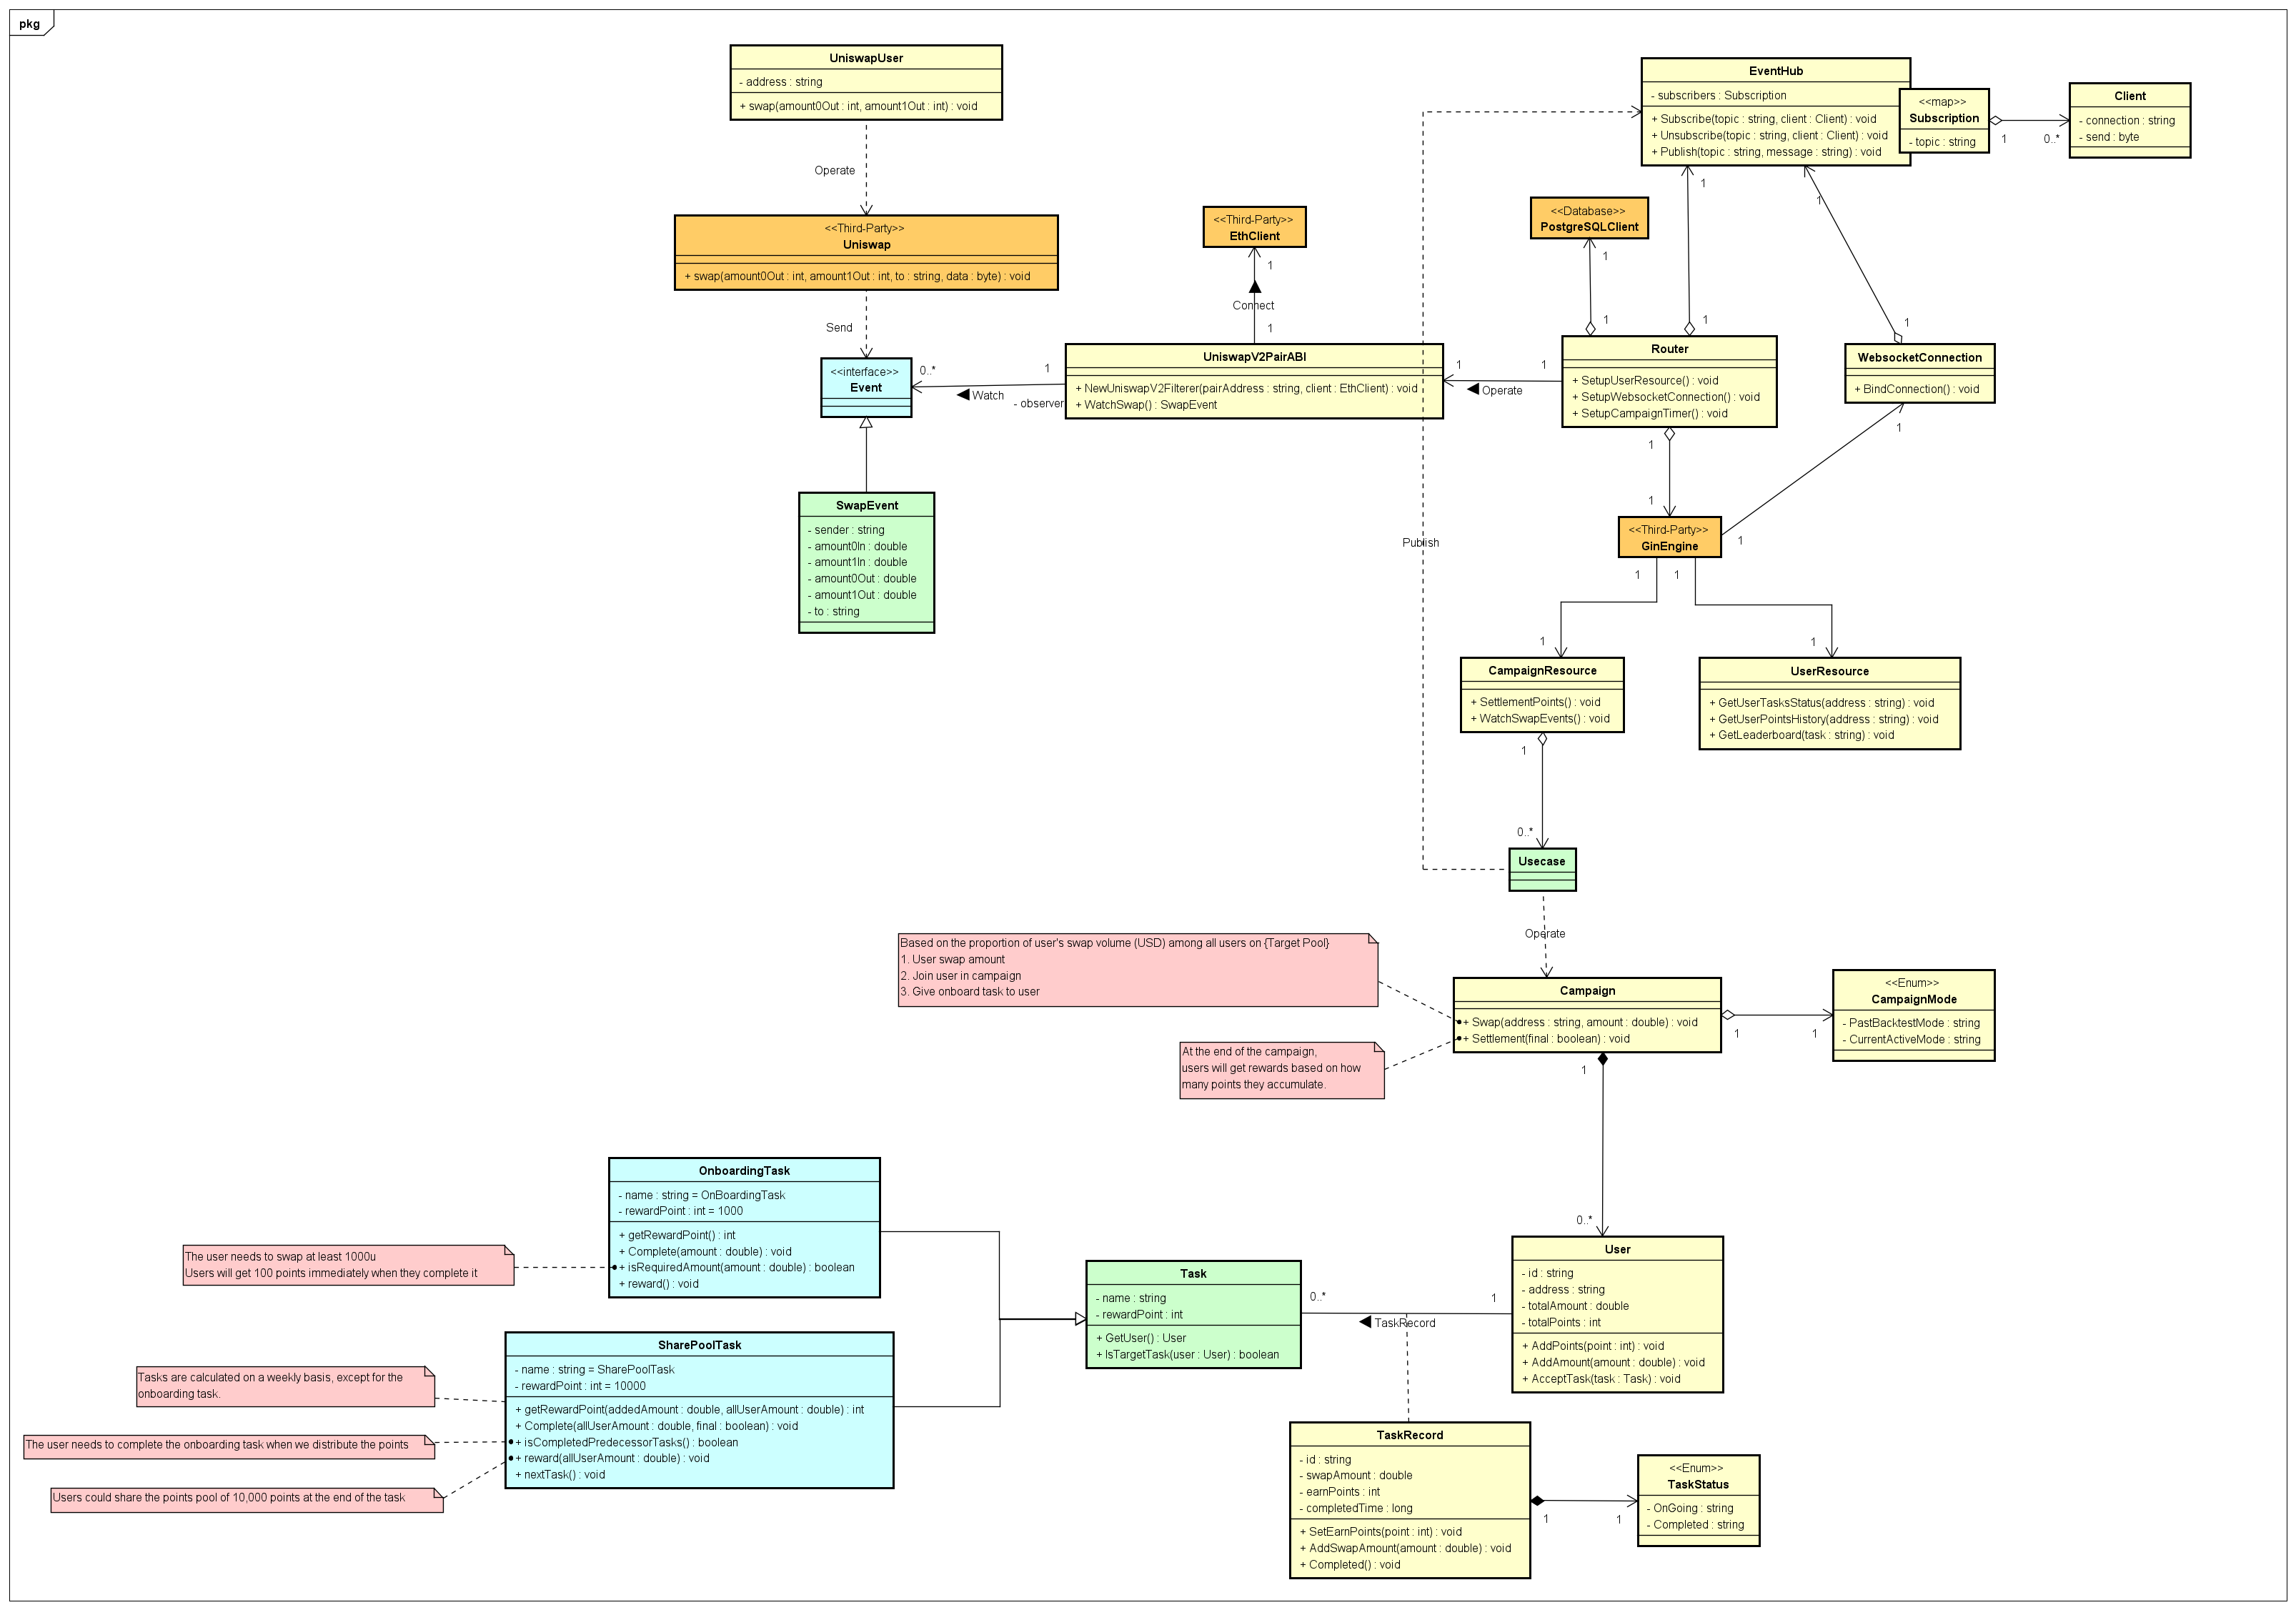 pkg
UniswapUser
- address : string
+ swap(amount0Out : int, amount1Out : int) : void
Operate
<<Third-Party>>
Uniswap
+ swap(amount0Out : int, amount1Out : int, to : string, data : byte) : void
Send
<<interface>>
Event
0..*
1
Watch
- observer
SwapEvent
- sender : string
- amount0In : double
- amount1In : double
- amount0Out : double
- amount1Out : double
- to : string
<<Third-Party>>
EthClient
1
Connect
1
UniswapV2PairABI
+ NewUniswapV2Filterer(pairAddress : string, client : EthClient) : void
+ WatchSwap() : SwapEvent
1
1
Operate
EventHub
- subscribers : Subscription
+ Subscribe(topic : string, client : Client) : void
+ Unsubscribe(topic : string, client : Client) : void
+ Publish(topic : string, message : string) : void
<<map>>
Subscription
- topic : string
1
0..*
Client
- connection : string
- send : byte
<<Database>>
PostgreSQLClient
1
1
1
1
1
1
Router
+ SetupUserResource() : void
+ SetupWebsocketConnection() : void
+ SetupCampaignTimer() : void
WebsocketConnection
+ BindConnection() : void
1
1
1
1
<<Third-Party>>
GinEngine
Publish
1
1
1
1
CampaignResource
+ SettlementPoints() : void
+ WatchSwapEvents() : void
UserResource
+ GetUserTasksStatus(address : string) : void
+ GetUserPointsHistory(address : string) : void
+ GetLeaderboard(task : string) : void
1
0..*
Usecase
Operate
Based on the proportion of user's swap volume (USD) among all users on {Target Pool}
1. User swap amount
2. Join user in campaign
3. Give onboard task to user
At the end of the campaign,
users will get rewards based on how
many points they accumulate.
Campaign
+ Swap(address : string, amount : double) : void
+ Settlement(final : boolean) : void
1
1
<<Enum>>
CampaignMode
- PastBacktestMode : string
- CurrentActiveMode : string
1
0..*
OnboardingTask
- name : string = OnBoardingTask
- rewardPoint : int = 1000
+ getRewardPoint() : int
+ Complete(amount : double) : void
+ isRequiredAmount(amount : double) : boolean
+ reward() : void
The user needs to swap at least 1000u
Users will get 100 points immediately when they complete it
SharePoolTask
- name : string = SharePoolTask
- rewardPoint : int = 10000
+ getRewardPoint(addedAmount : double, allUserAmount : double) : int
+ Complete(allUserAmount : double, final : boolean) : void
+ isCompletedPredecessorTasks() : boolean
+ reward(allUserAmount : double) : void
+ nextTask() : void
Tasks are calculated on a weekly basis, except for the
onboarding task.
The user needs to complete the onboarding task when we distribute the points
Users could share the points pool of 10,000 points at the end of the task
Task
- name : string
- rewardPoint : int
+ GetUser() : User
+ IsTargetTask(user : User) : boolean
0..*
1
TaskRecord
User
- id : string
- address : string
- totalAmount : double
- totalPoints : int
+ AddPoints(point : int) : void
+ AddAmount(amount : double) : void
+ AcceptTask(task : Task) : void
TaskRecord
- id : string
- swapAmount : double
- earnPoints : int
- completedTime : long
+ SetEarnPoints(point : int) : void
+ AddSwapAmount(amount : double) : void
+ Completed() : void
1
1
<<Enum>>
TaskStatus
- OnGoing : string
- Completed : string